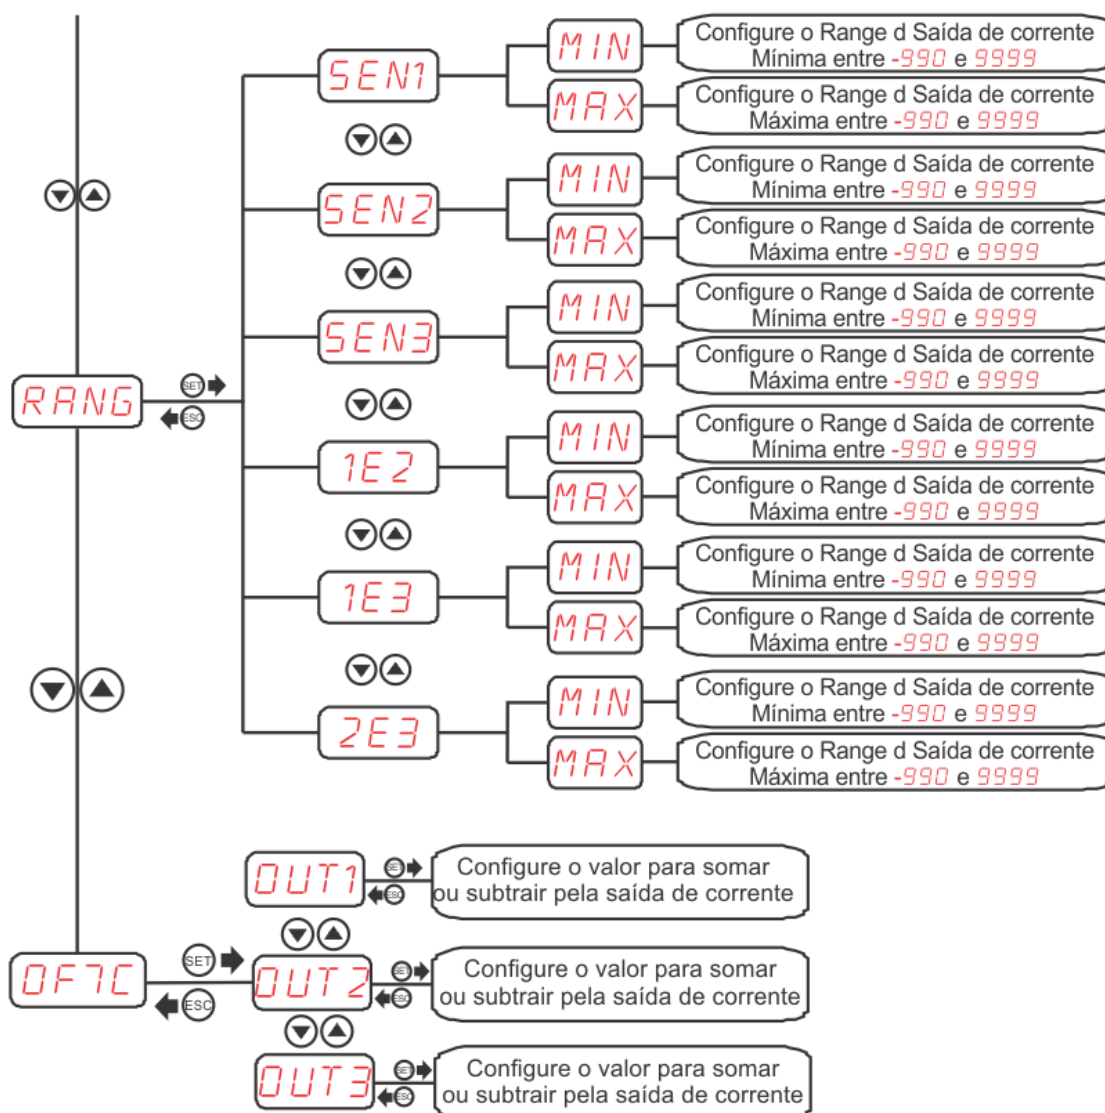 SEN1
MIN
Configure o Range d Saída de corrente
Mínima entre -990 e 9999
MAX
Configure o Range d Saída de corrente
Máxima entre -990 e 9999
SEN2
MIN
Configure o Range d Saída de corrente
Mínima entre -990 e 9999
MAX
Configure o Range d Saída de corrente
Máxima entre -990 e 9999
SEN3
MIN
Configure o Range d Saída de corrente
Mínima entre -990 e 9999
MAX
Configure o Range d Saída de corrente
Máxima entre -990 e 9999
RANG
SET
ESC
1E2
MIN
Configure o Range d Saída de corrente
Mínima entre -990 e 9999
MAX
Configure o Range d Saída de corrente
Máxima entre -990 e 9999
1E3
MIN
Configure o Range d Saída de corrente
Mínima entre -990 e 9999
MAX
Configure o Range d Saída de corrente
Máxima entre -990 e 9999
2E3
MIN
Configure o Range d Saída de corrente
Mínima entre -990 e 9999
MAX
Configure o Range d Saída de corrente
Máxima entre -990 e 9999
OUT1
SET
ESC
Configure o valor para somar
ou subtrair pela saída de corrente
OF7C
SET
ESC
OUT2
SET
ESC
Configure o valor para somar
ou subtrair pela saída de corrente
OUT3
SET
ESC
Configure o valor para somar
ou subtrair pela saída de corrente